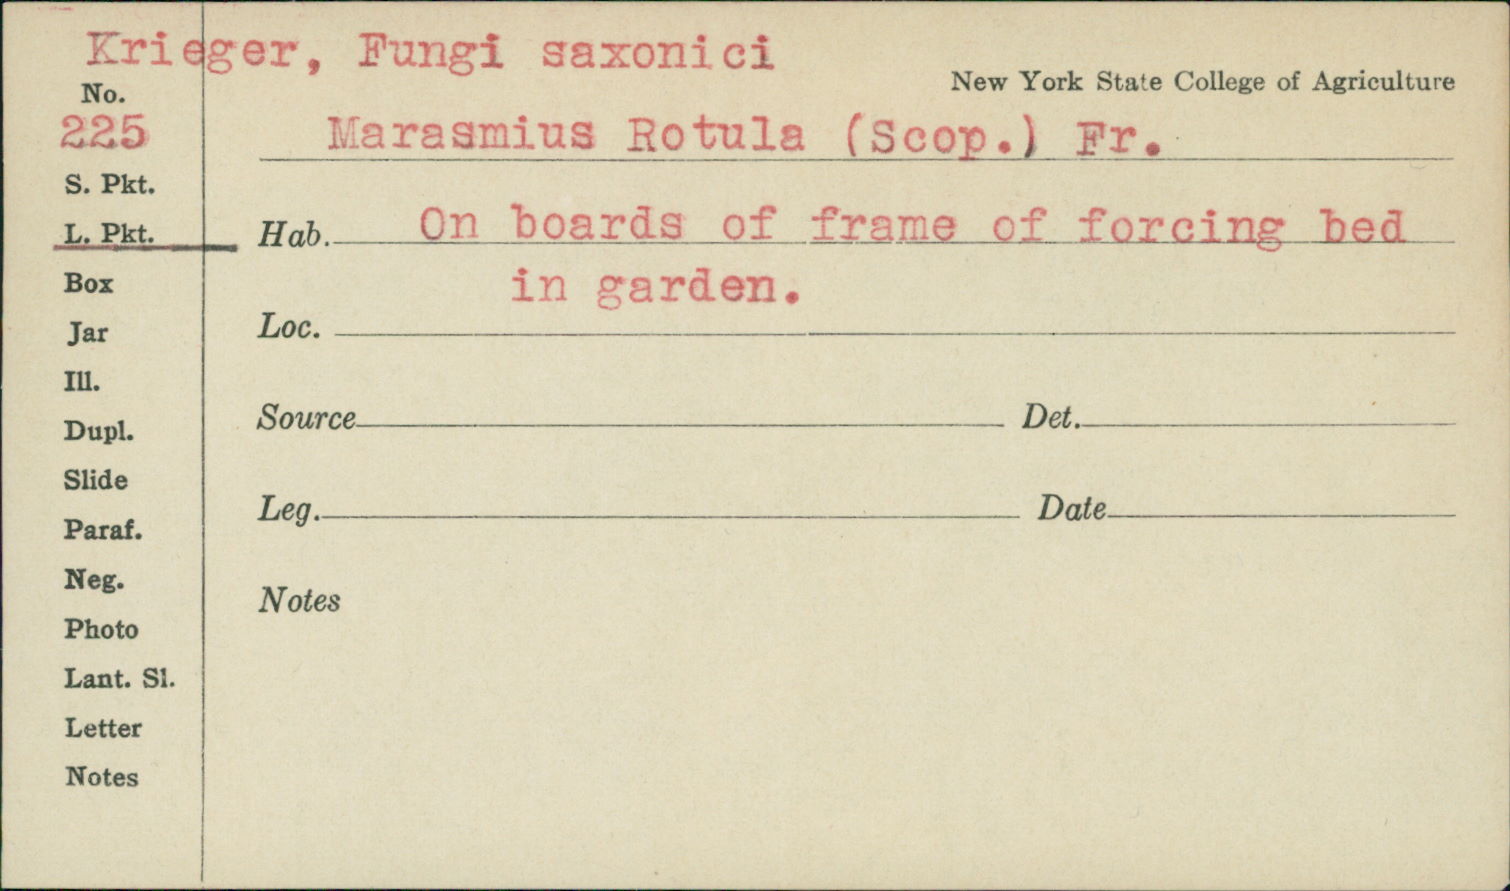 Krieger, Fungi saxonici
New York State College of Agriculture
No.
225
Marasmius Rotula (Scop.) Fr.
S. Pkt.
L. Pkt.
Hab. On boards of frame of forcing bed
in garden.
Box
Jar
Loc.
Ill.
Dupl.
Source Det.
Slide
Leg. Date
Paraf.
Neg.
Notes
Photo
Lant. Sl.
Letter
Notes